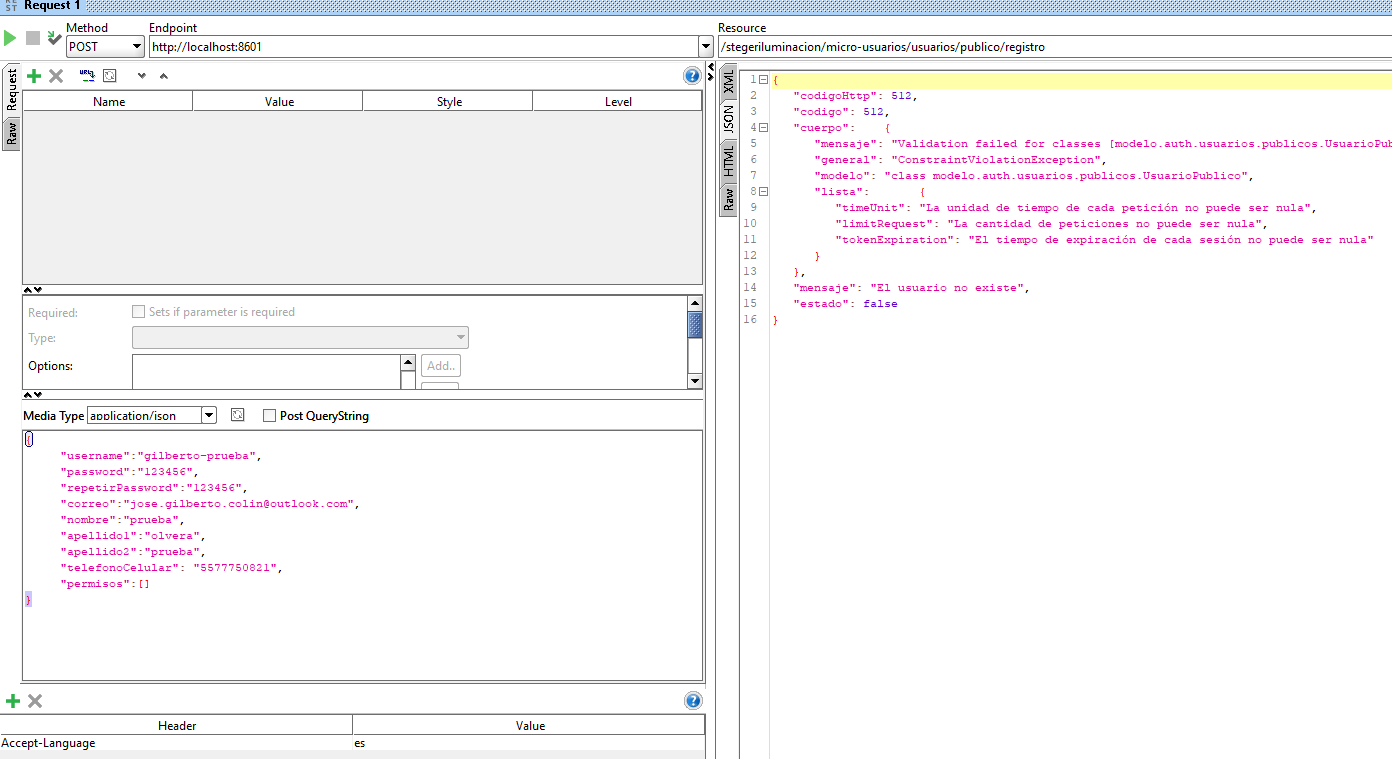 REST Request 1
Method Endpoint Resource
POST http://localhost:8601 /stegeriluminacion/micro-usuarios/usuarios/publico/registro
Request
Raw
URL
?
Name Value Style Level
Required: Sets if parameter is required
Type:
Options: Add..
Media Type application/json Post QueryString
{
"username":"gilberto-prueba",
"password":"123456",
"repetirPassword":"123456",
"correo":"jose.gilberto.colin@outlook.com",
"nombre":"prueba",
"apellido1":"olvera",
"apellido2":"prueba",
"telefonoCelular": "5577750821",
"permisos":[]
}
?
Header Value
Accept-Language es
XML
JSON
HTML
Raw
1 {
2 "codigoHttp": 512,
3 "codigo": 512,
4 "cuerpo": {
5 "mensaje": "Validation failed for classes [modelo.auth.usuarios.publicos.UsuarioPub
6 "general": "ConstraintViolationException",
7 "modelo": "class modelo.auth.usuarios.publicos.UsuarioPublico",
8 "lista": {
9 "timeUnit": "La unidad de tiempo de cada petición no puede ser nula",
10 "limitRequest": "La cantidad de peticiones no puede ser nula",
11 "tokenExpiration": "El tiempo de expiración de cada sesión no puede ser nula"
12 }
13 },
14 "mensaje": "El usuario no existe",
15 "estado": false
16 }